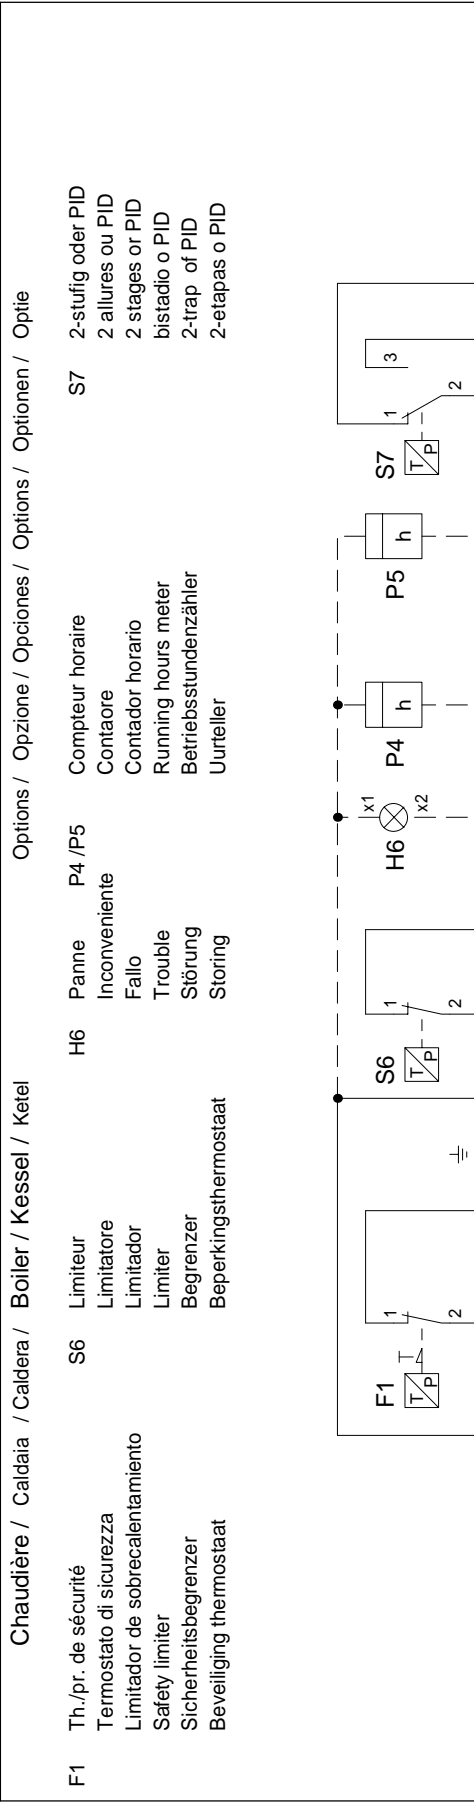 Chaudière / Caldaia / Caldera / Boiler / Kessel / Ketel
Options / Opzione / Opciones / Options / Optionen / Optie
F1
Th./pr. de sécurité
Termostato di sicurezza
Limitador de sobrecalentamiento
Safety limiter
Sicherheitsbegrenzer
Beveiliging thermostaat
S6
Limiteur
Limitatore
Limitador
Limiter
Begrenzer
Beperkingsthermostaat
H6
Panne
Inconveniente
Fallo
Trouble
Störung
Storing
P4 /P5
Compteur horaire
Contaore
Contador horario
Running hours meter
Betriebsstundenzähler
Uurteller
S7
2-stufig oder PID
2 allures ou PID
2 stages or PID
bistadio o PID
2-trap of PID
2-etapas o PID
F1
T
P
1
2
S6
T
P
1
2
H6
x1
x2
P4
h
P5
h
S7
T
P
1
3
2